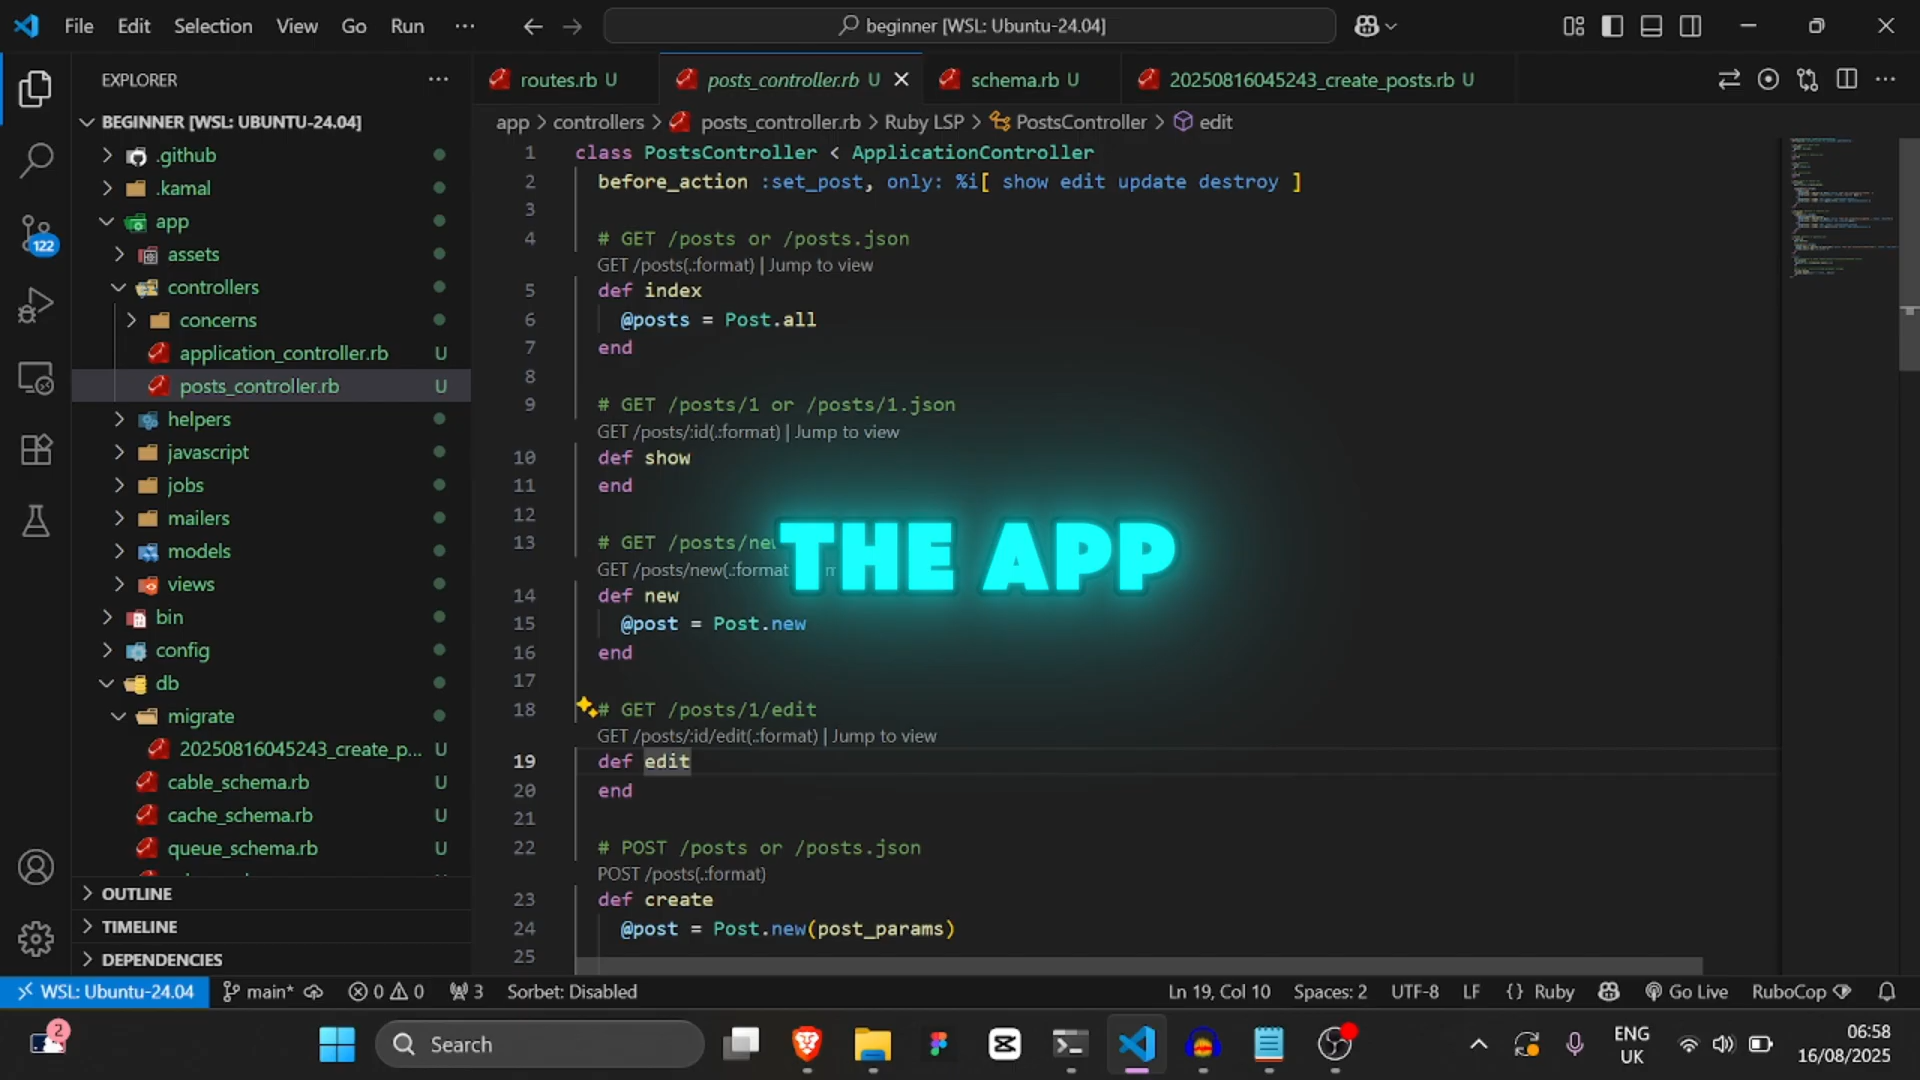 File Edit Selection View Go Run ···
beginner [WSL: Ubuntu-24.04]
EXPLORER ···
routes.rb U
posts_controller.rb U
schema.rb U
20250816045243_create_posts.rb U
app > controllers > posts_controller.rb > Ruby LSP > PostsController > edit
BEGINNER [WSL: UBUNTU-24.04]
.github
.kamal
app
assets
controllers
concerns
application_controller.rb U
posts_controller.rb U
helpers
javascript
jobs
mailers
models
views
bin
config
db
migrate
20250816045243_create_p... U
cable_schema.rb U
cache_schema.rb U
queue_schema.rb U
OUTLINE
TIMELINE
DEPENDENCIES
122
1 class PostsController < ApplicationController
2 before_action :set_post, only: %i[ show edit update destroy ]
3
4 # GET /posts or /posts.json
GET /posts(.:format) | Jump to view
5 def index
6 @posts = Post.all
7 end
8
9 # GET /posts/1 or /posts/1.json
GET /posts/:id(.:format) | Jump to view
10 def show
11 end
12
13 # GET /posts/new
GET /posts/new(.:format
14 def new
15 @post = Post.new
16 end
17
18 # GET /posts/1/edit
GET /posts/:id/edit(.:format) | Jump to view
19 def edit
20 end
21
22 # POST /posts or /posts.json
POST /posts(.:format)
23 def create
24 @post = Post.new(post_params)
25
THE APP
WSL: Ubuntu-24.04 main* 0 0 3 Sorbet: Disabled
Ln 19, Col 10 Spaces: 2 UTF-8 LF {} Ruby Go Live RuboCop
2
Search
ENG
UK
06:58
16/08/2025